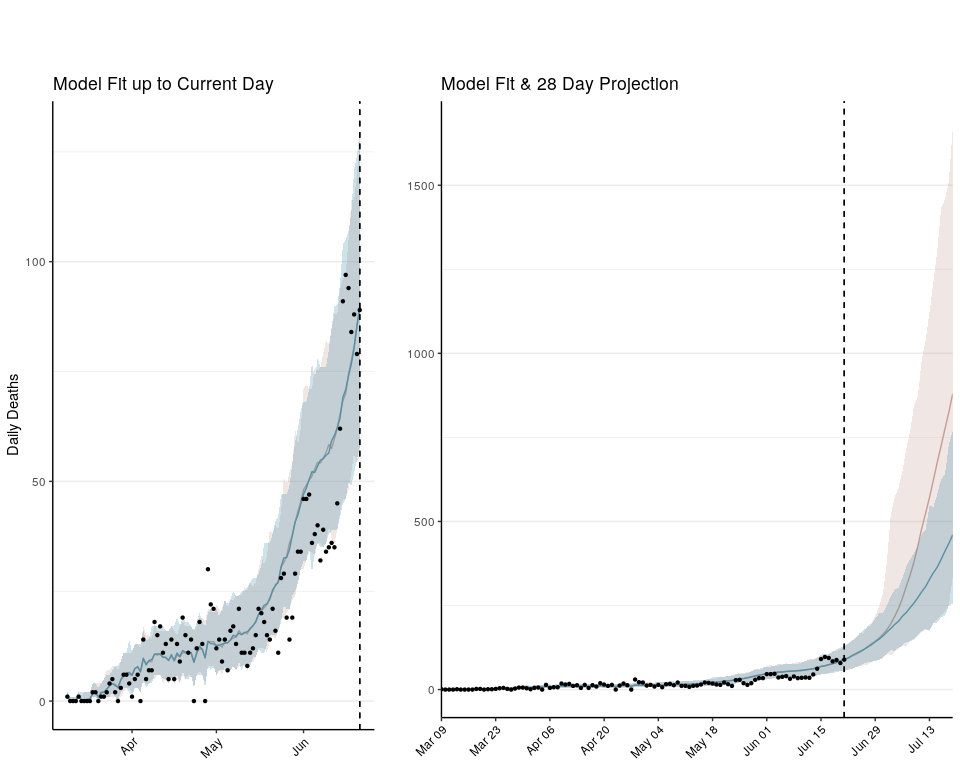 Model Fit up to Current Day
Model Fit & 28 Day Projection
Daily Deaths
100
50
0
Apr
May
Jun
1500
1000
500
0
Mar 09
Mar 23
Apr 06
Apr 20
May 04
May 18
Jun 01
Jun 15
Jun 29
Jul 13